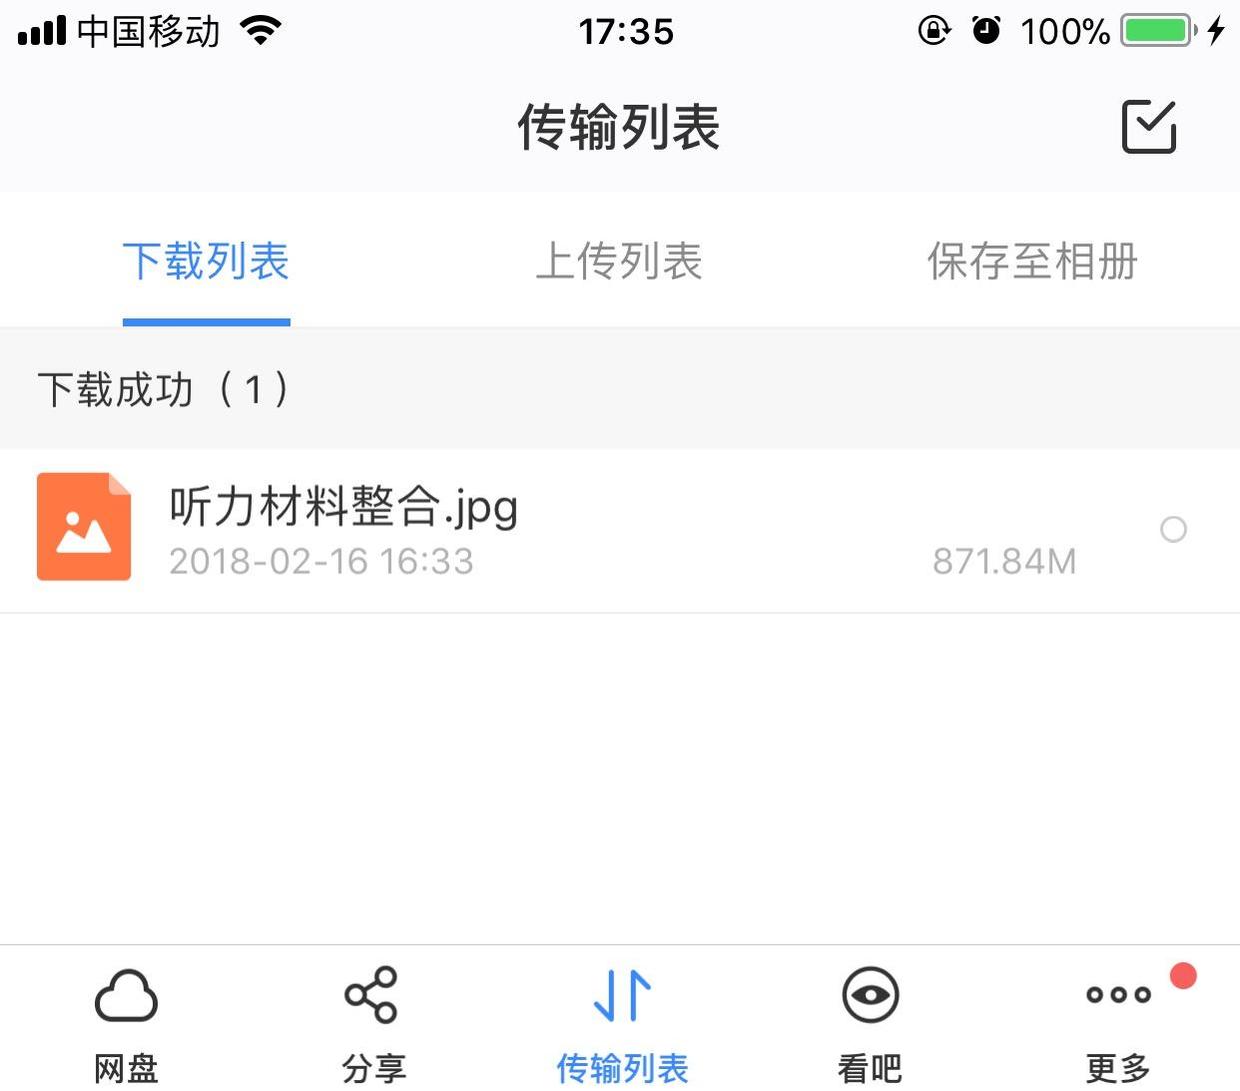 中国移动 17:35 100%
传输列表
下载列表 上传列表 保存至相册
下载成功（1）
听力材料整合.jpg
2018-02-16 16:33 871.84M
网盘 分享 传输列表 看吧 更多